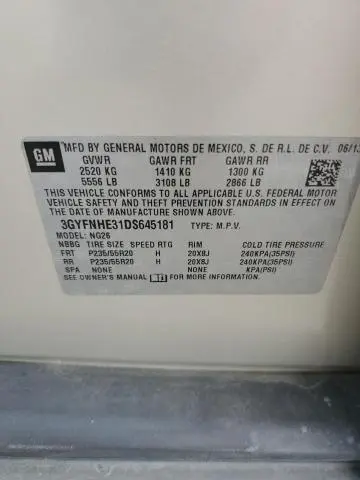 GM
MFD BY GENERAL MOTORS DE MEXICO, S. DE R.L. DE C.V. 06/13
GVWR GAWR FRT GAWR RR
2520 KG 1410 KG 1300 KG
5556 LB 3108 LB 2866 LB
THIS VEHICLE CONFORMS TO ALL APPLICABLE U.S. FEDERAL MOTOR
VEHICLE SAFETY AND THEFT PREVENTION STANDARDS IN EFFECT ON
THE DATE OF MANUFACTURE SHOWN ABOVE.
3GYFNHE31DS645181 TYPE: M.P.V.
MODEL: NG26
NBBG TIRE SIZE SPEED RTG RIM COLD TIRE PRESSURE
FRT P235/55R20 H 20X8J 240KPA(35PSI)
RR P235/55R20 H 20X8J 240KPA(35PSI)
SPA NONE NONE KPA(PSI)
SEE OWNER'S MANUAL FOR MORE INFORMATION.